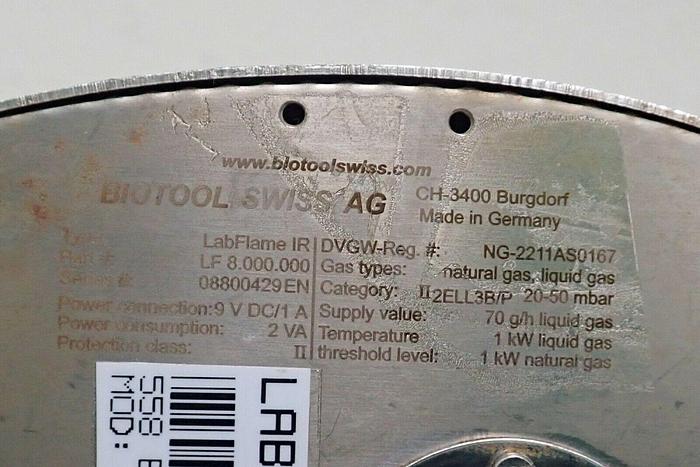 www.biotoolswiss.com
BIOTOOL SWISS AG
CH-3400 Burgdorf
Made in Germany
Type: LabFlame IR
Part #: LF 8.000.000
Series #: 08800429EN
Power connection: 9 V DC/1 A
Power consumption: 2 VA
Protection class: II
DVGW-Reg. #: NG-2211AS0167
Gas types: natural gas, liquid gas
Category: II2ELL3B/P 20-50 mbar
Supply value: 70 g/h liquid gas
Temperature 1 kW liquid gas
threshold level: 1 kW natural gas
LAB
558
MOD: